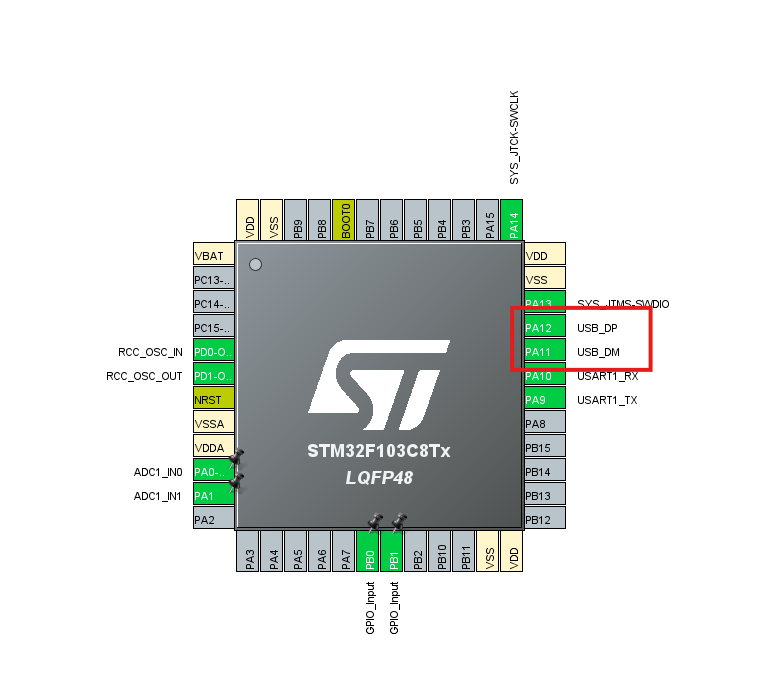 SYS_JTCK-SWCLK
VDD
VSS
PB9
PB8
BOOT0
PB7
PB6
PB5
PB4
PB3
PA15
PA14
VBAT
PC13-..
PC14-..
PC15-..
RCC_OSC_IN PD0-O..
RCC_OSC_OUT PD1-O..
NRST
VSSA
VDDA
ADC1_IN0 PA0-..
ADC1_IN1 PA1
PA2
STM32F103C8Tx
LQFP48
VDD
VSS
PA13 SYS_JTMS-SWDIO
PA12 USB_DP
PA11 USB_DM
PA10 USART1_RX
PA9 USART1_TX
PA8
PB15
PB14
PB13
PB12
PA3
PA4
PA5
PA6
PA7
PB0
PB1
PB2
PB10
PB11
VSS
VDD
GPIO_Input
GPIO_Input